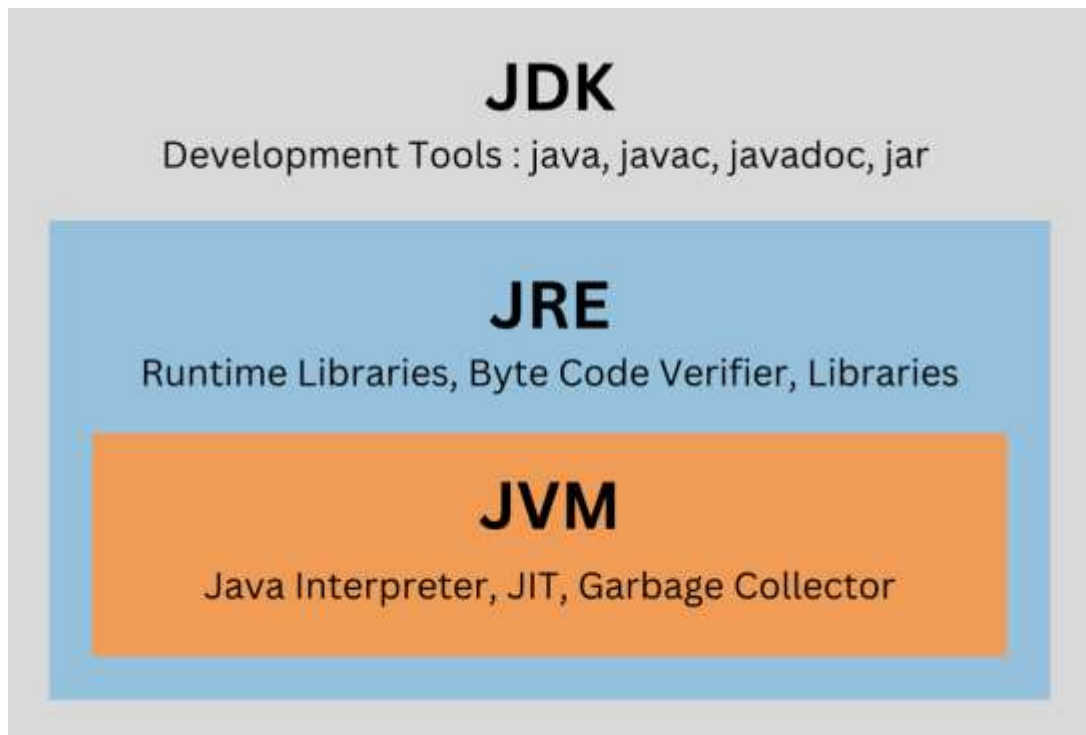 JDK
Development Tools : java, javac, javadoc, jar
JRE
Runtime Libraries, Byte Code Verifier, Libraries
JVM
Java Interpreter, JIT, Garbage Collector